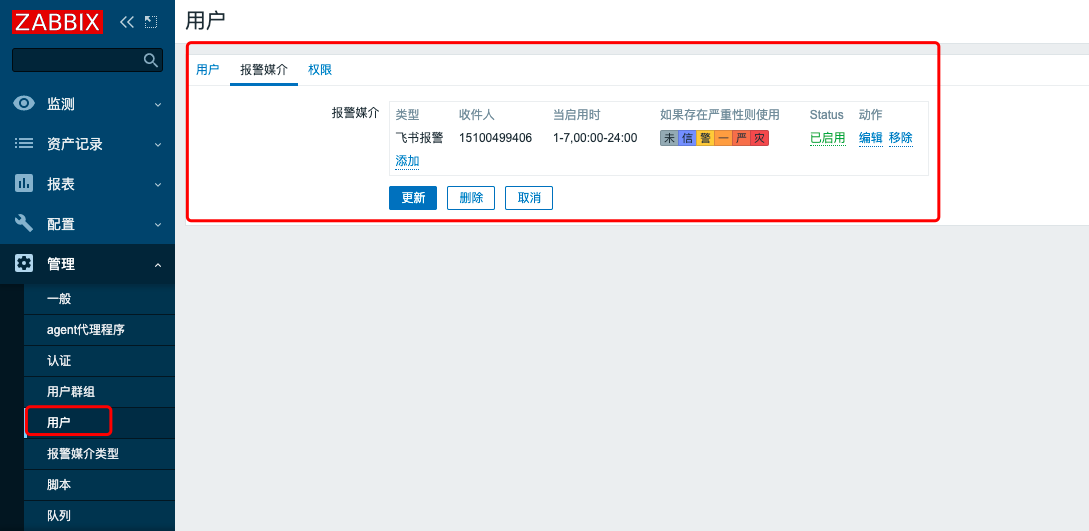 ZABBIX
用户
监测
资产记录
报表
配置
管理
一般
agent代理程序
认证
用户群组
用户
报警媒介类型
脚本
队列
用户 报警媒介 权限
报警媒介 类型 收件人 当启用时 如果存在严重性则使用 Status 动作
飞书报警 15100499406 1-7,00:00-24:00 未 信 警 一 严 灾 已启用 编辑 移除
添加
更新 删除 取消